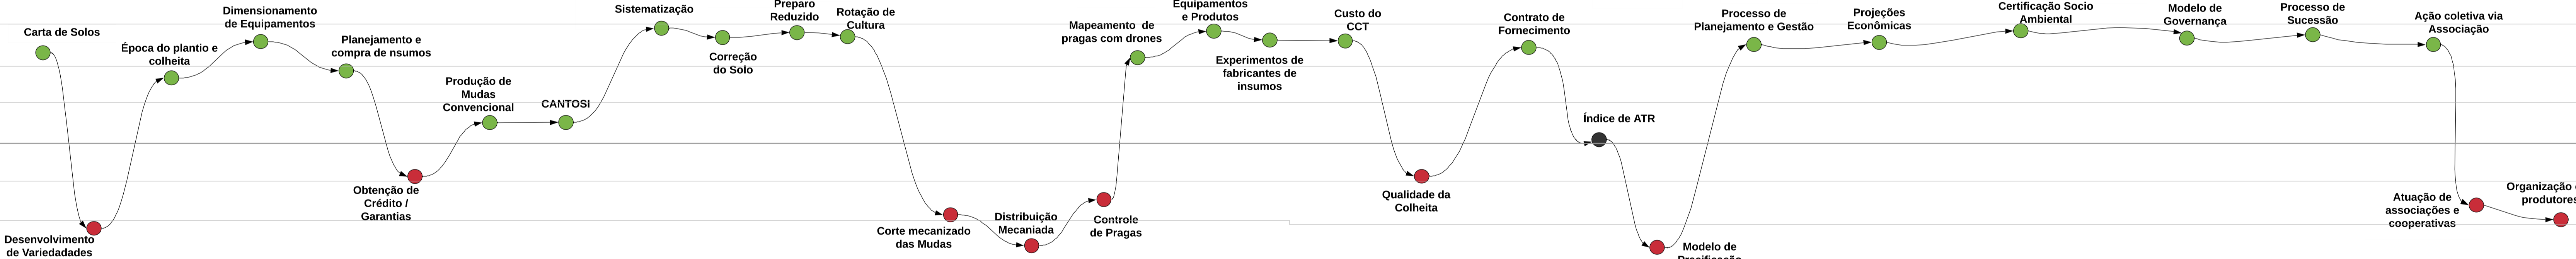 Carta de Solos
Desenvolvimento
de Variedadades
Época do plantio e
colheita
Dimensionamento
de Equipamentos
Planejamento e
compra de nsumos
Obtenção de
Crédito /
Garantias
Produção de
Mudas
Convencional
CANTOSI
Sistematização
Correção
do Solo
Preparo
Reduzido
Rotação de
Cultura
Corte mecanizado
das Mudas
Distribuição
Mecaniada
Controle
de Pragas
Mapeamento de
pragas com drones
Equipamentos
e Produtos
Experimentos de
fabricantes de
insumos
Custo do
CCT
Qualidade da
Colheita
Contrato de
Fornecimento
Índice de ATR
Modelo de
Processo de
Planejamento e Gestão
Projeções
Econômicas
Certificação Socio
Ambiental
Modelo de
Governança
Processo de
Sucessão
Ação coletiva via
Associação
Atuação de
associações e
cooperativas
Organização
produtores